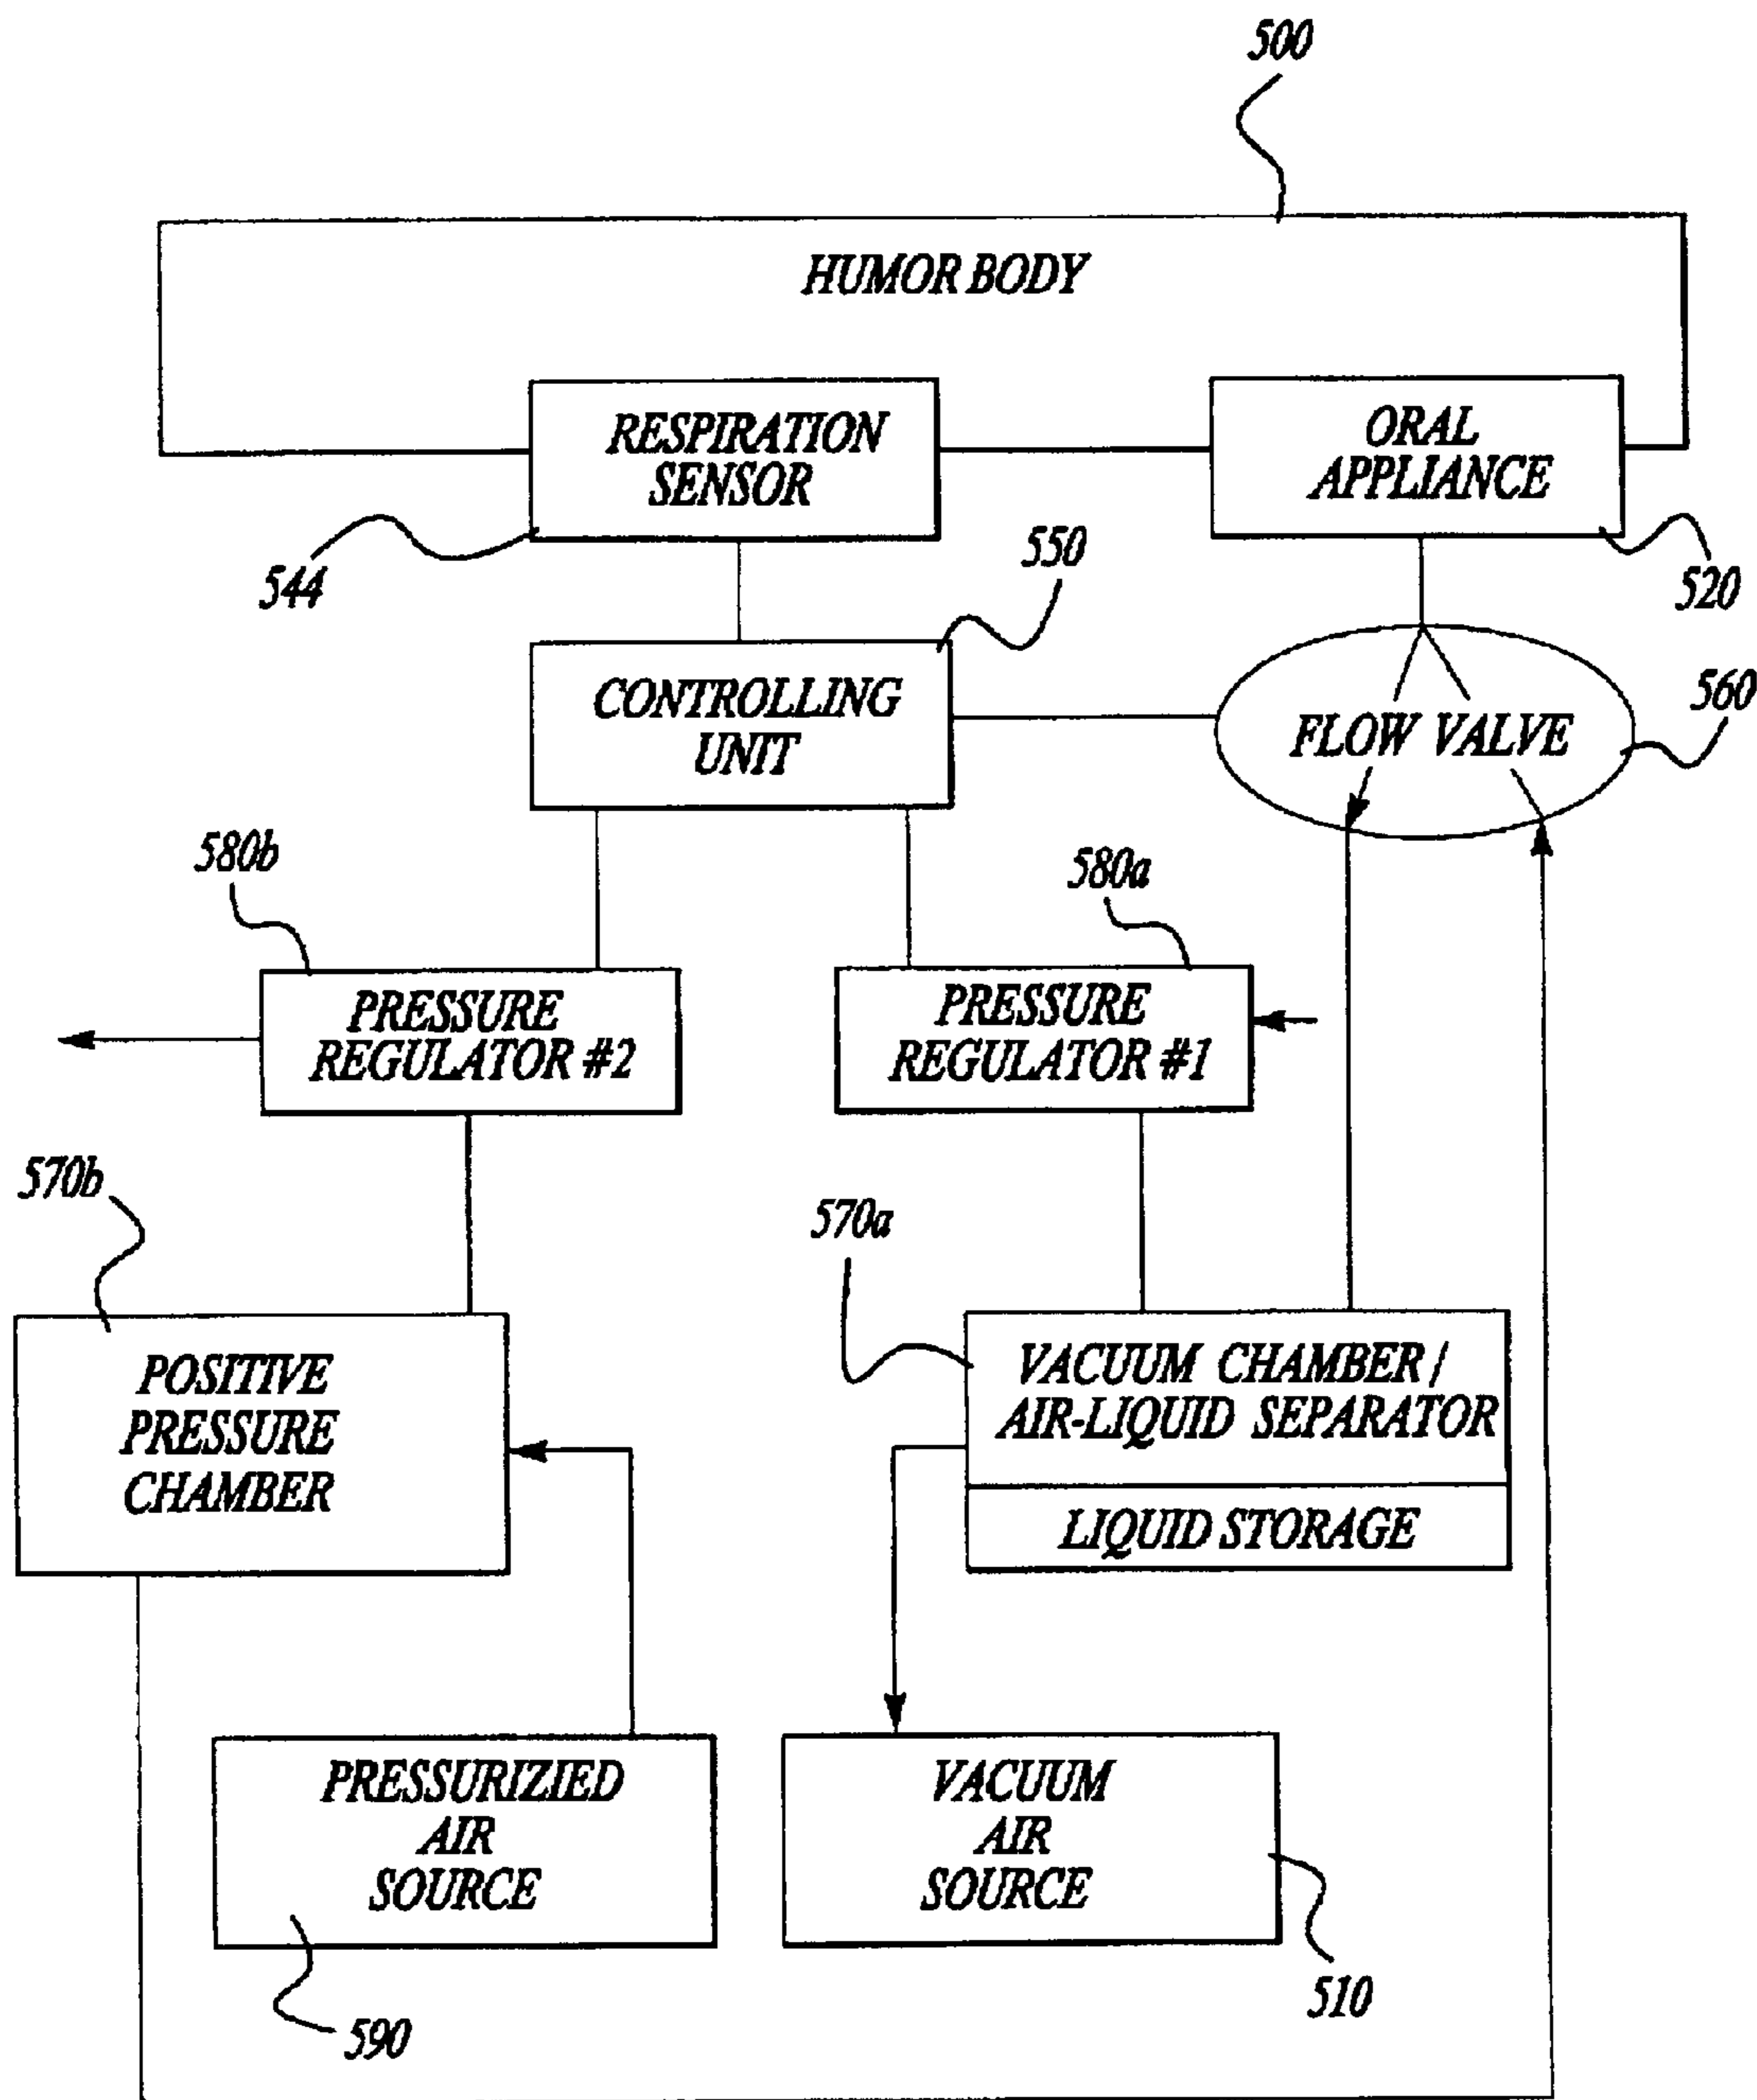 500
HUMOR BODY
RESPIRATION
SENSOR
ORAL
APPLIANCE
544
550
520
CONTROLLING
UNIT
FLOW VALVE
560
580b
580a
PRESSURE
REGULATOR #2
PRESSURE
REGULATOR #1
570b
570a
POSITIVE
PRESSURE
CHAMBER
VACUUM CHAMBER /
AIR-LIQUID SEPARATOR
LIQUID STORAGE
PRESSURIZIED
AIR
SOURCE
VACUUM
AIR
SOURCE
590
510